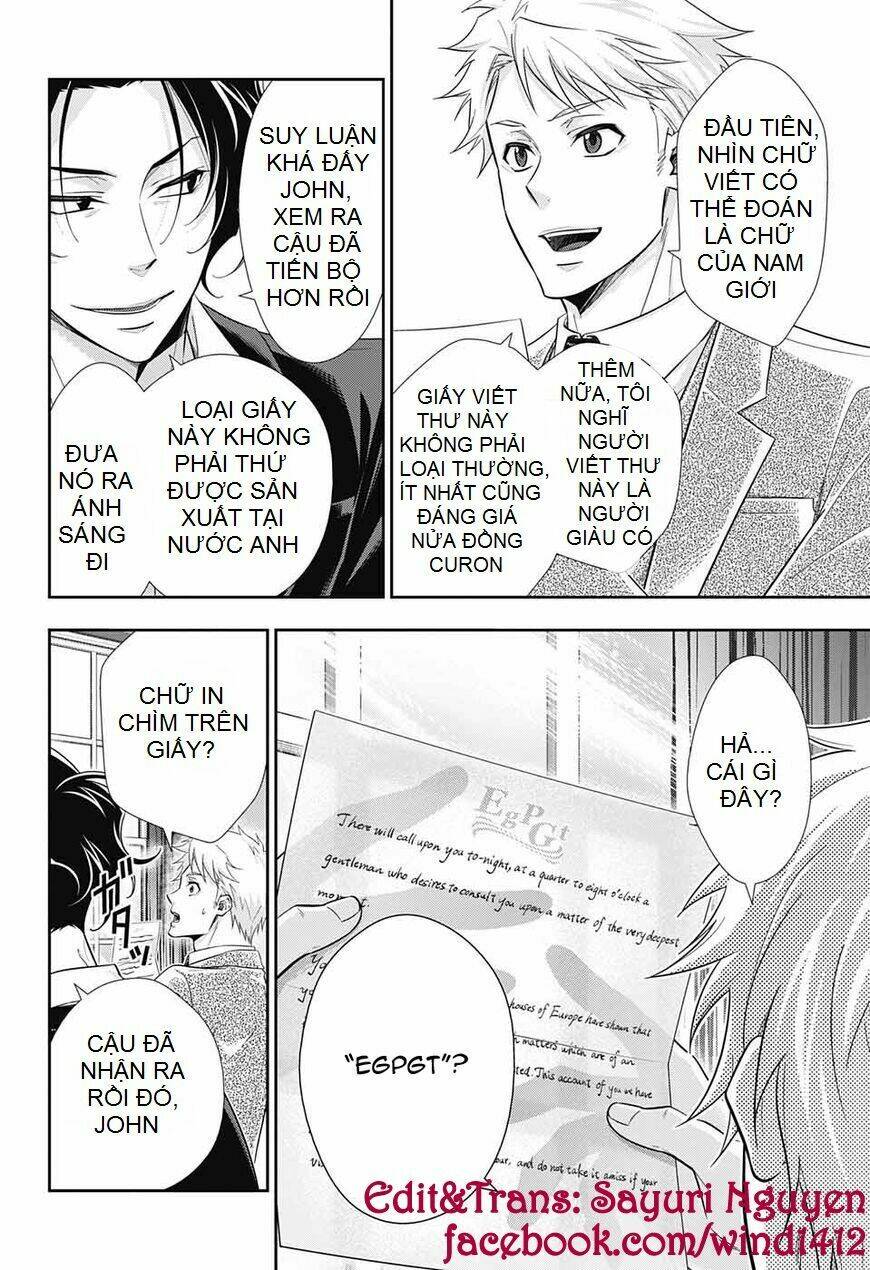 ĐẦU TIÊN,
NHÌN CHỮ
VIẾT CÓ
THỂ ĐOÁN
LÀ CHỮ
CỦA NAM
GIỚI
THÊM
NỮA, TÔI
NGHĨ
NGƯỜI
VIẾT THƯ
NÀY LÀ
NGƯỜI
GIÀU CÓ
GIẤY VIẾT
THƯ NÀY
KHÔNG PHẢI
LOẠI THƯỜNG,
ÍT NHẤT CŨNG
ĐÁNG GIÁ
NỬA ĐỒNG
CURON
SUY LUẬN
KHÁ ĐẤY
JOHN,
XEM RA
CẬU ĐÃ
TIẾN BỘ
HƠN RỒI
LOẠI GIẤY
NÀY KHÔNG
PHẢI THỨ
ĐƯỢC SẢN
XUẤT TẠI
NƯỚC ANH
ĐƯA
NÓ RA
ÁNH
SÁNG
ĐI
HẢ...
CÁI GÌ
ĐÂY?
EgPGt
There will call upon you to-night, at a quarter to eight o'clock a
gentleman who desires to consult you upon a matter of the very deepest
houses of Europe have shown that
matters which are of an
This account of you we have
and do not take it amiss if your
"EGPGT"?
CHỮ IN
CHÌM TRÊN
GIẤY?
ガタ
CẬU ĐÃ
NHẬN RA
RỒI ĐÓ,
JOHN
Edit&Trans: Sayuri Nguyen
facebook.com/wind1412